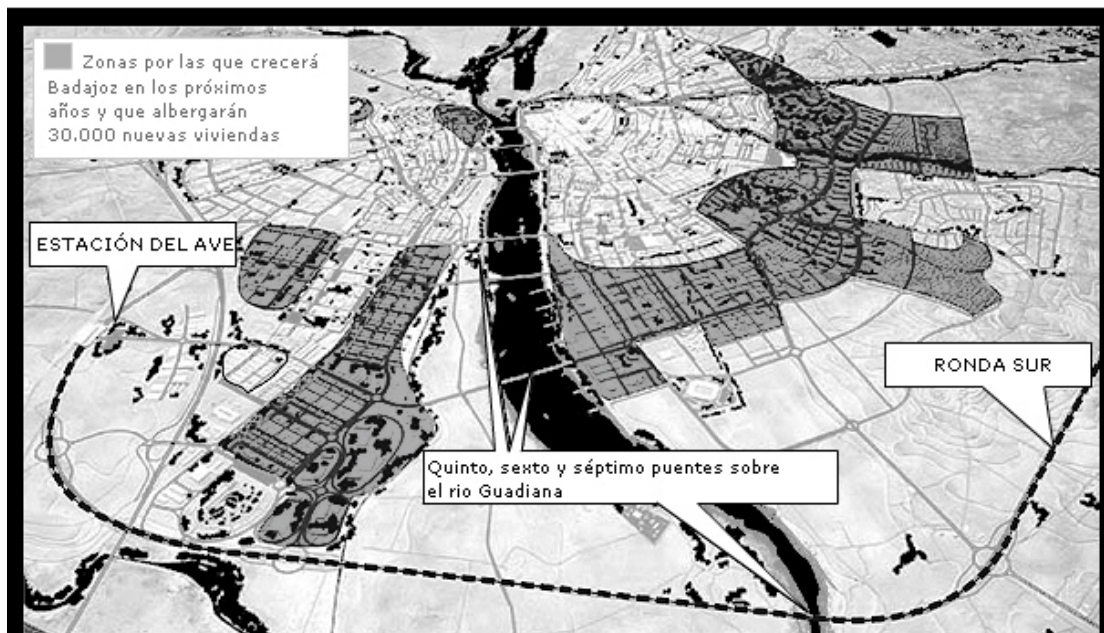 Zonas por las que crecerá
Badajoz en los próximos
años y que albergarán
30.000 nuevas viviendas
ESTACIÓN DEL AVE
RONDA SUR
Quinto, sexto y séptimo puentes sobre
el rio Guadiana